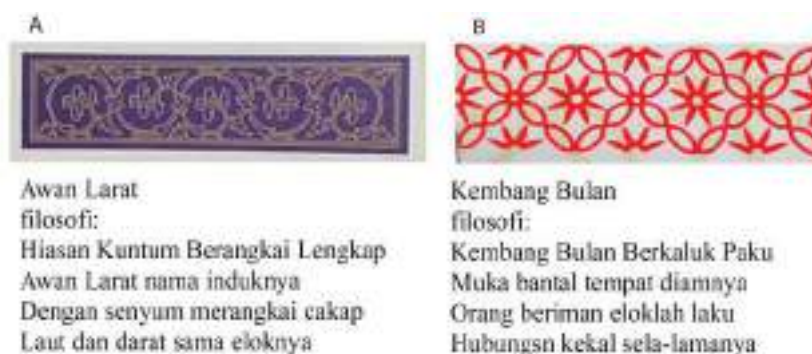 A
Awan Larat
filosofi:
Hiasan Kuntum Berangkai Lengkap
Awan Larat nama induknya
Dengan senyum merangkai cakap
Laut dan darat sama eloknya
B
Kembang Bulan
filosofi:
Kembang Bulan Berkaluk Paku
Muka bantal tempat diamnya
Orang beriman eloklah laku
Hubungsn kekal sela-lamanya